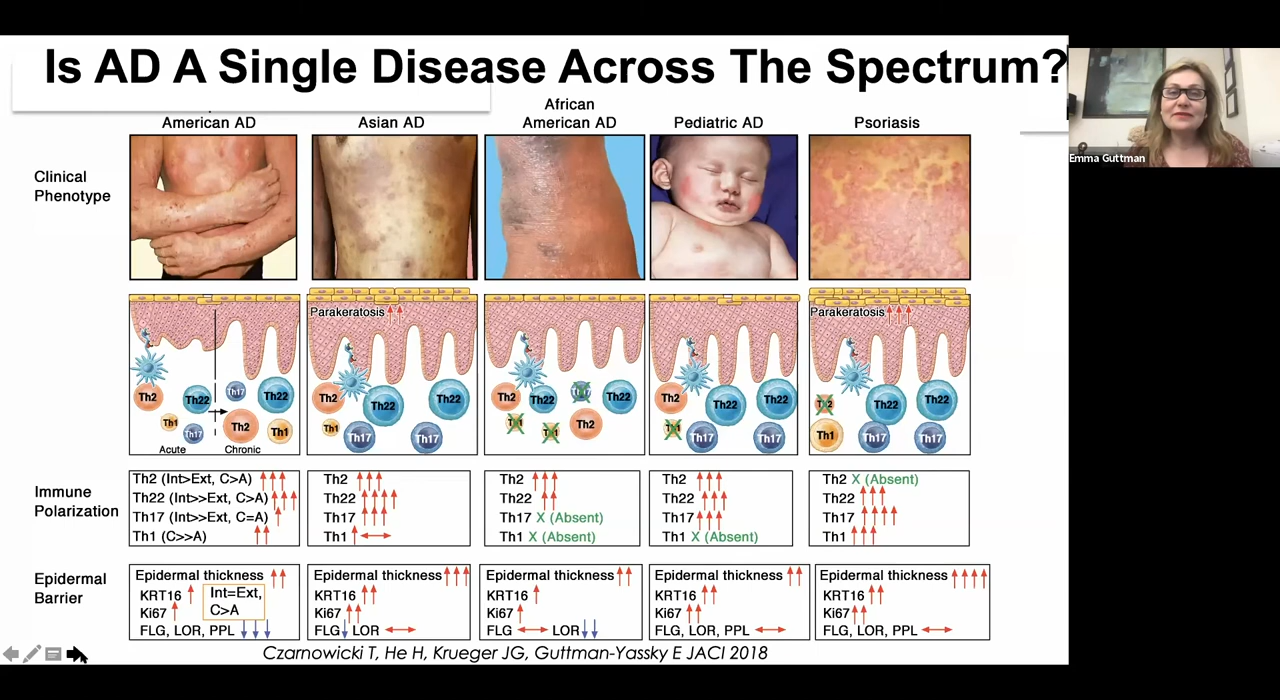 Is AD A Single Disease Across The Spectrum?
Emma Guttman
American AD
Asian AD
African
American AD
Pediatric AD
Psoriasis
Clinical
Phenotype
Parakeratosis
Parakeratosis
Th2
Th22
Th17
Th22
Th1
Th17
Th2
Th1
Acute
Chronic
Th2
Th22
Th22
Th1
Th17
Th17
Th2
Th22
Th22
Th1
Th1
Th2
Th2
Th22
Th22
Th1
Th17
Th17
Th2
Th22
Th22
Th1
Th17
Th17
Immune
Polarization
Th2 (Int>Ext, C>A)
Th22 (Int>>Ext, C>A)
Th17 (Int>>Ext, C=A)
Th1 (C>>A)
Th2
Th22
Th17
Th1
Th2
Th22
Th17 X (Absent)
Th1 X (Absent)
Th2
Th22
Th17
Th1 X (Absent)
Th2 X (Absent)
Th22
Th17
Th1
Epidermal
Barrier
Epidermal thickness
KRT16
Ki67
Int=Ext,
C>A
FLG, LOR, PPL
Epidermal thickness
KRT16
Ki67
FLG LOR
Epidermal thickness
KRT16
Ki67
FLG LOR
Epidermal thickness
KRT16
Ki67
FLG, LOR, PPL
Epidermal thickness
KRT16
Ki67
FLG, LOR, PPL
Czarnowicki T, He H, Krueger JG, Guttman-Yassky E JACI 2018